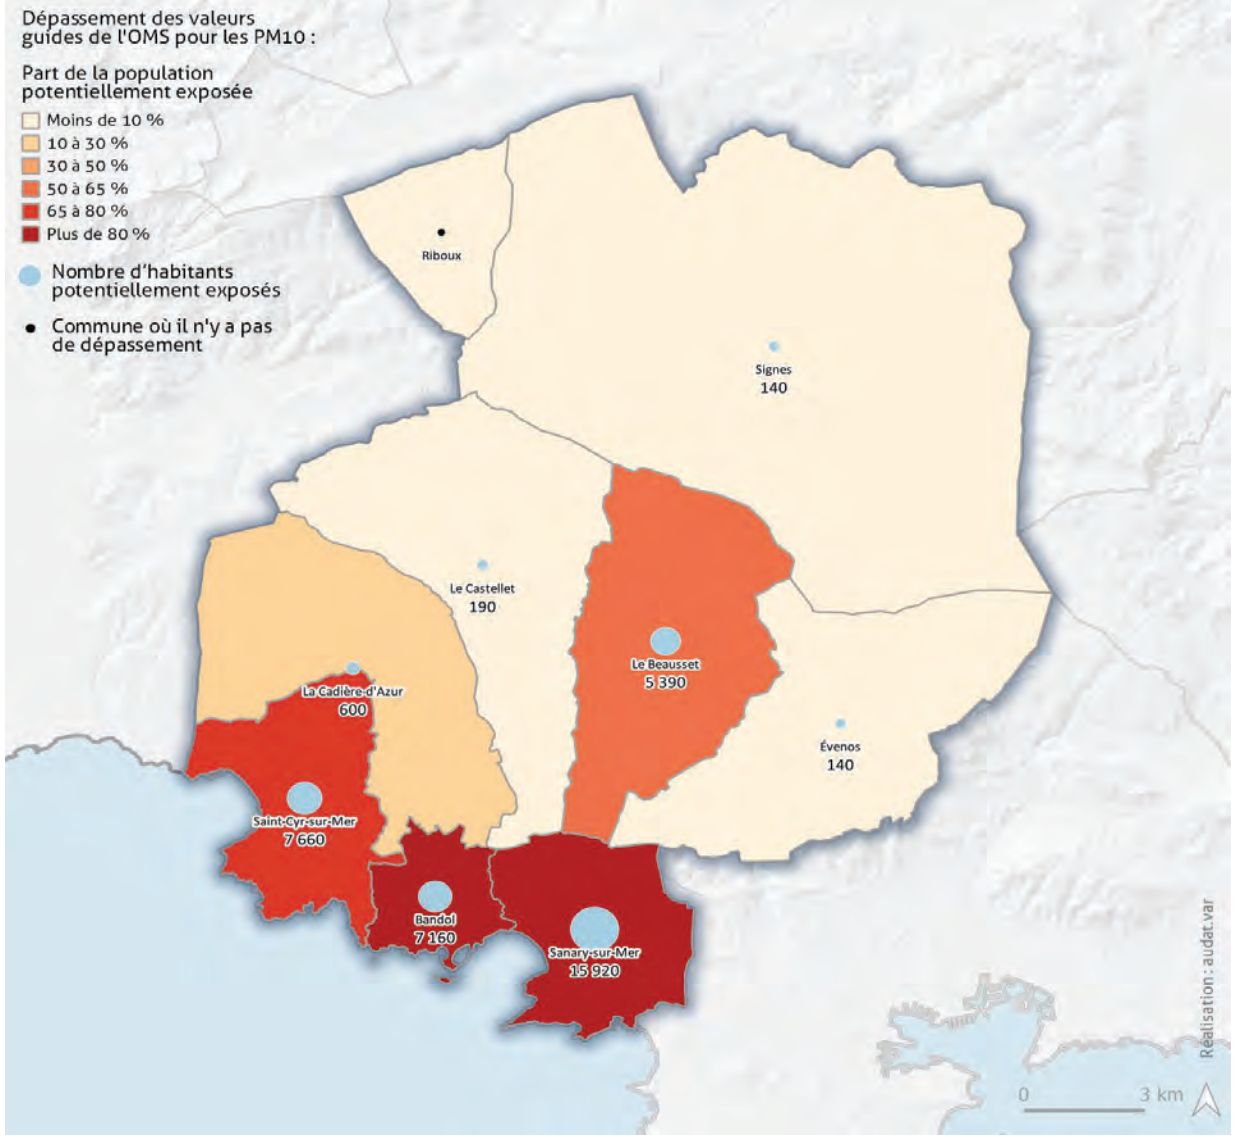 Dépassement des valeurs
guides de l'OMS pour les PM10 :
Part de la population
potentiellement exposée
Moins de 10 %
10 à 30 %
30 à 50 %
50 à 65 %
65 à 80 %
Plus de 80 %
Nombre d'habitants
potentiellement exposés
Commune où il n'y a pas
de dépassement
Riboux
Signes
140
Le Castellet
190
Le Beausset
5 390
La Cadière-d'Azur
600
Évenos
140
Saint-Cyr-sur-Mer
7 660
Bandol
7 160
Sanary-sur-Mer
15 920
Réalisation : audat.var
0 3 km